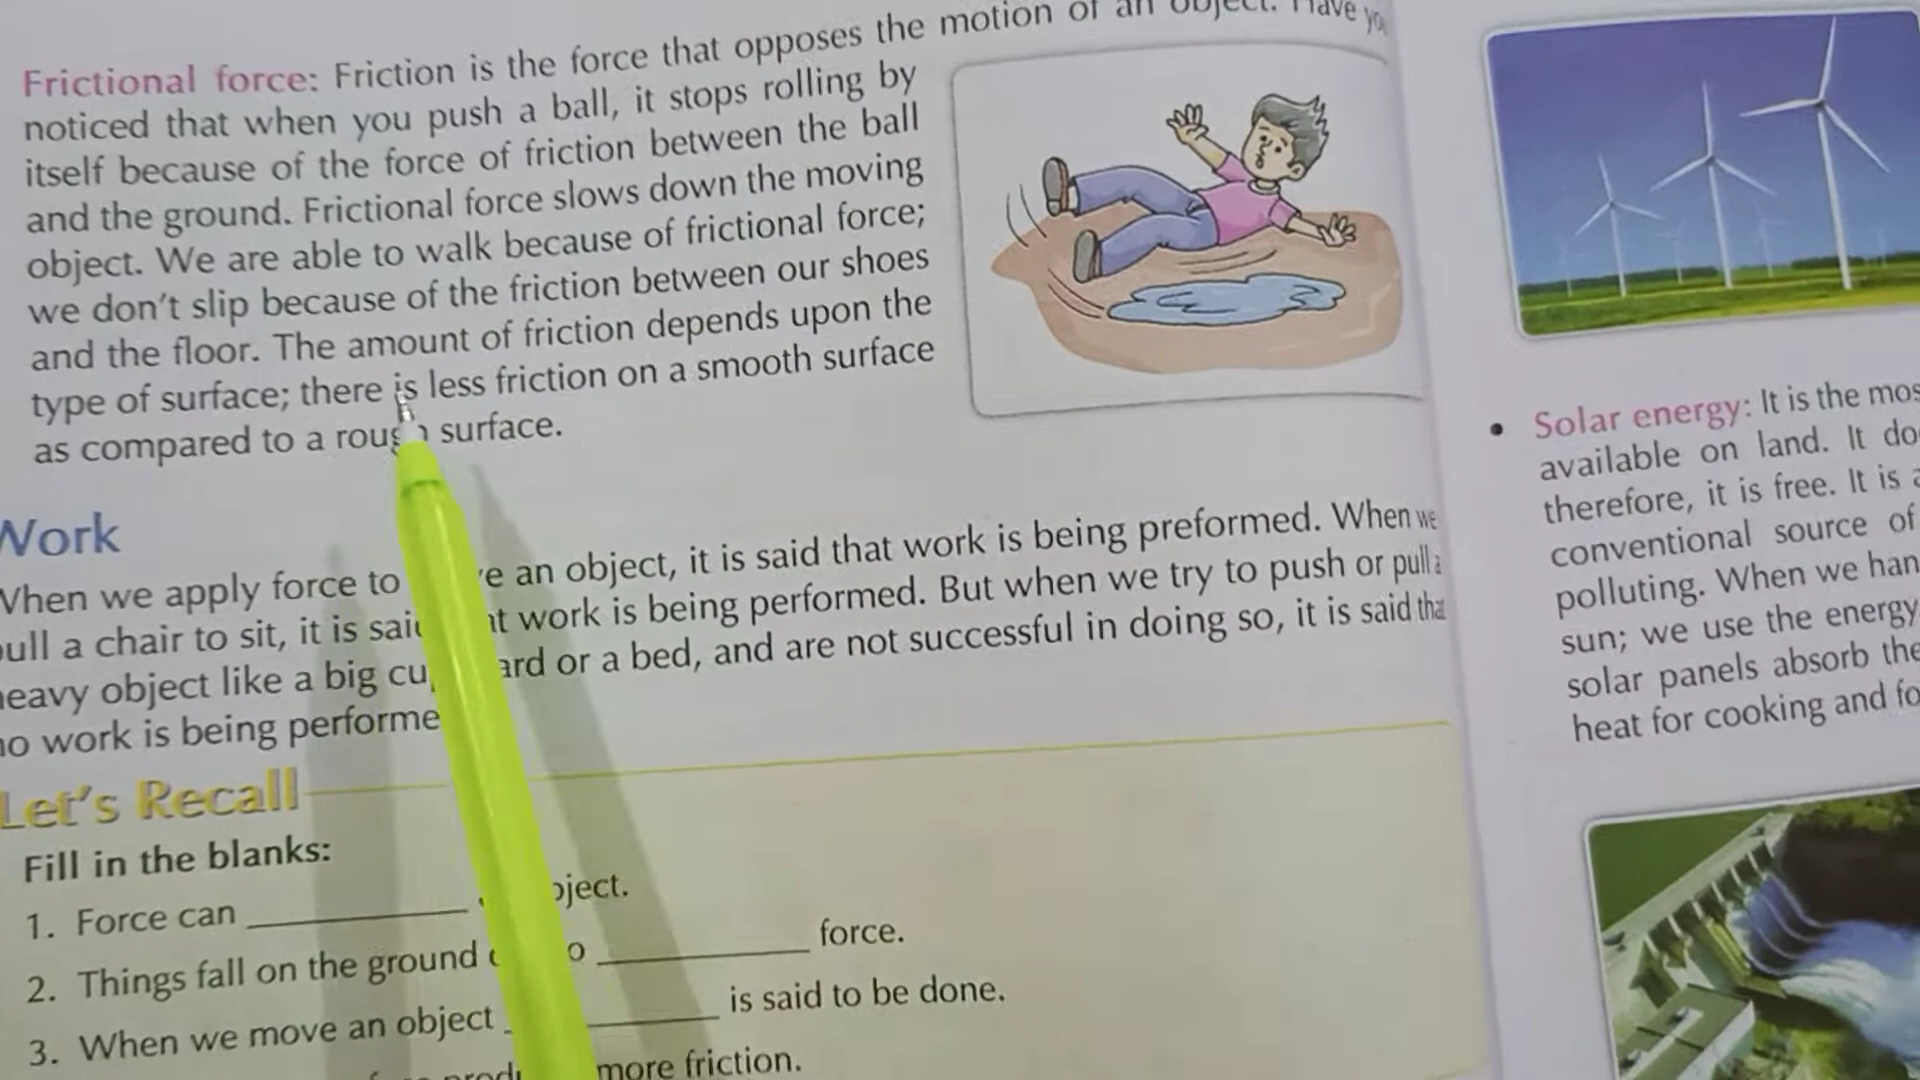 Frictional force: Friction is the force that opposes the motion of an object. Have
noticed that when you push a ball, it stops rolling by
itself because of the force of friction between the ball
and the ground. Frictional force slows down the moving
object. We are able to walk because of frictional force;
we don't slip because of the friction between our shoes
and the floor. The amount of friction depends upon the
type of surface; there is less friction on a smooth surface
as compared to a rough surface.
Work
When we apply force to an object, it is said that work is being preformed. When we
pull a chair to sit, it is said work is being performed. But when we try to push or pull a
heavy object like a big or a bed, and are not successful in doing so, it is said that
no work is being performe
Let's Recall
Fill in the blanks:
1. Force can ____________ object.
2. Things fall on the ground ____________ force.
3. When we move an object ____________ is said to be done.
more friction.
• Solar energy: It is the mos
available on land. It do
therefore, it is free. It is a
conventional source of
polluting. When we han
sun; we use the energy
solar panels absorb the
heat for cooking and fo